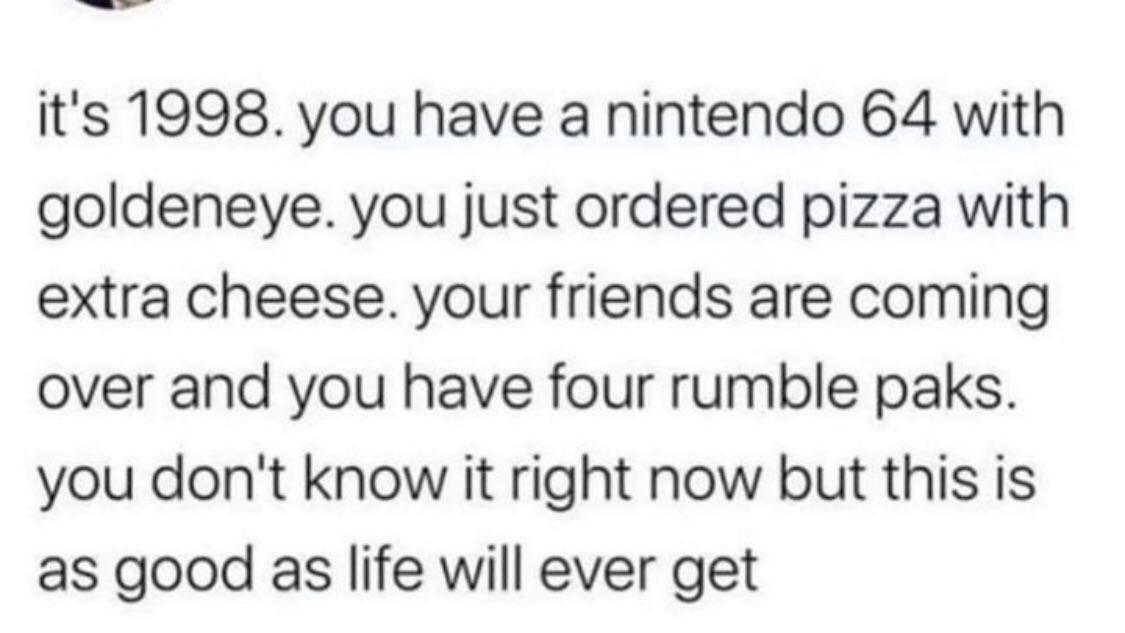 it's 1998. you have a nintendo 64 with
goldeneye. you just ordered pizza with
extra cheese. your friends are coming
over and you have four rumble paks.
you don't know it right now but this is
as good as life will ever get